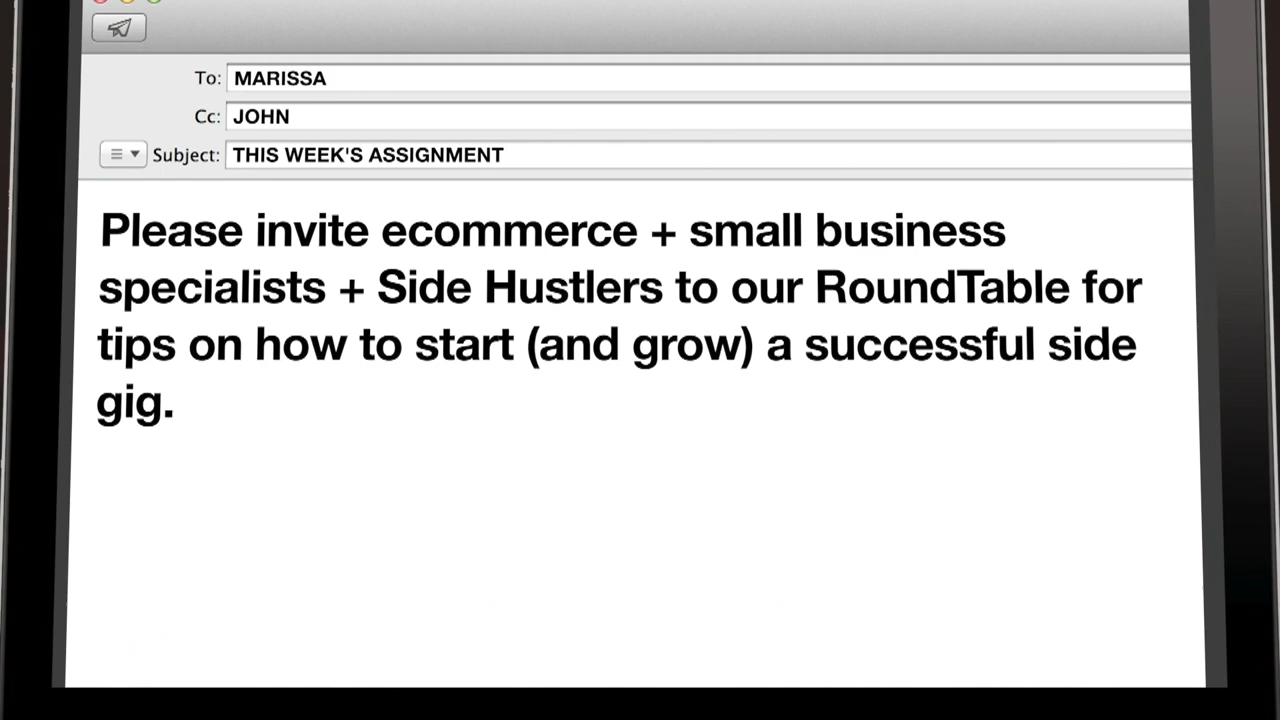 To: MARISSA
Cc: JOHN
Subject: THIS WEEK'S ASSIGNMENT
Please invite ecommerce + small business
specialists + Side Hustlers to our RoundTable for
tips on how to start (and grow) a successful side
gig.